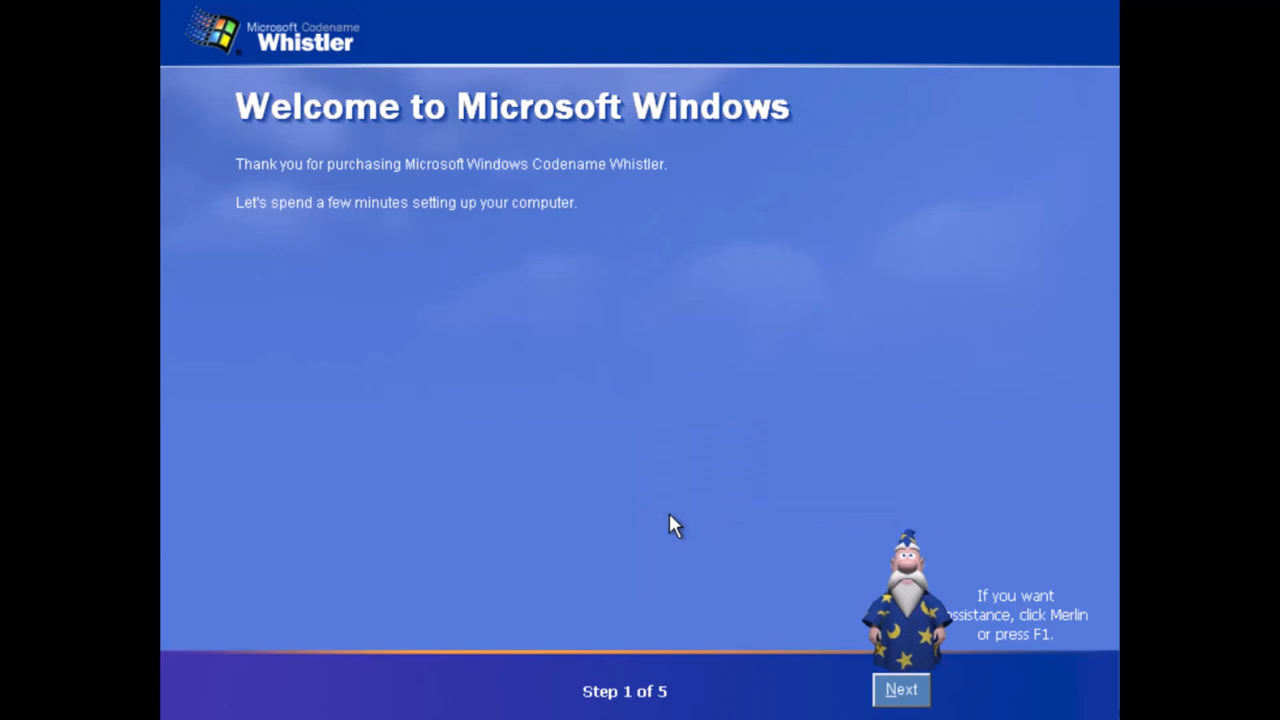 Microsoft Codename
Whistler
Welcome to Microsoft Windows
Thank you for purchasing Microsoft Windows Codename Whistler.
Let's spend a few minutes setting up your computer.
If you want
ssistance, click Merlin
or press F1.
Step 1 of 5
Next